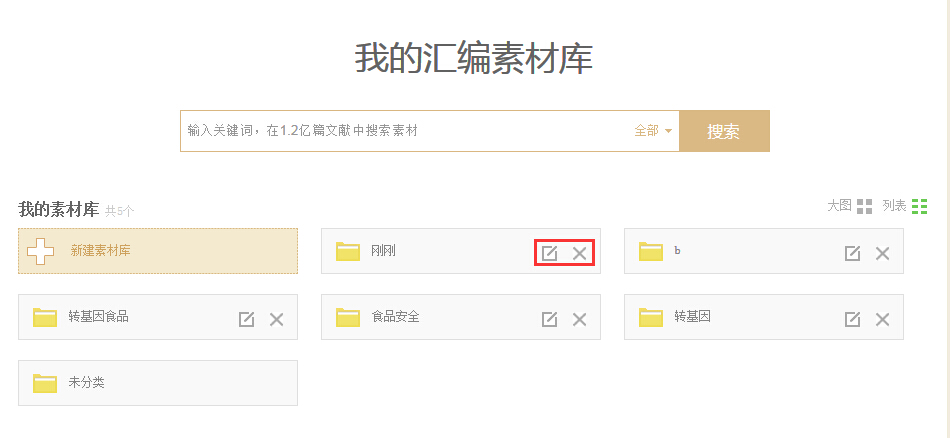 我的汇编素材库
输入关键词，在1.2亿篇文献中搜索素材 全部 搜索
我的素材库 共5个 大图 列表
新建素材库 刚刚 b
转基因食品 食品安全 转基因
未分类